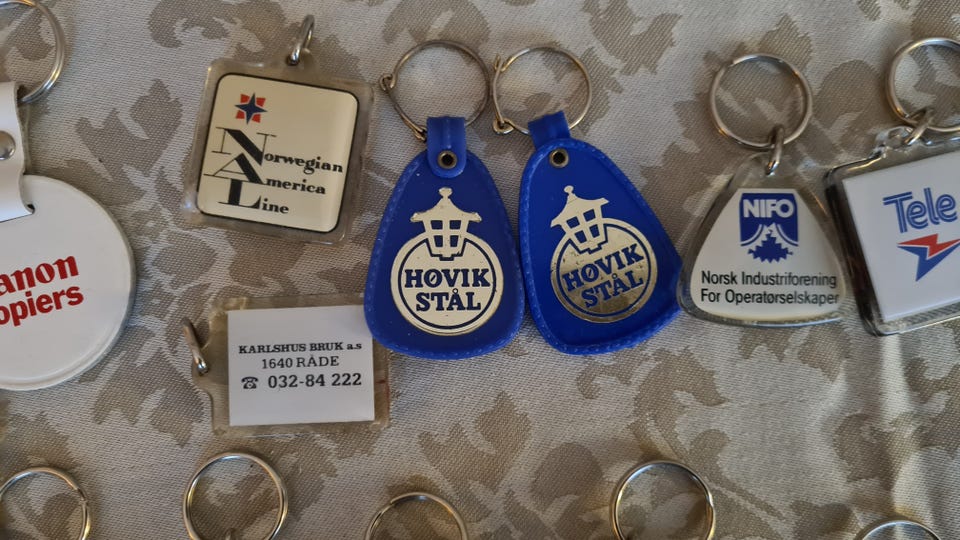 anon
opiers
NAL
Norwegian
America
Line
KARLSHUS BRUK a.s
1640 RÅDE
☎ 032-84 222
HØVIK
STÅL
HØVIK
STÅL
NIFO
Norsk Industriforening
For Operatørselskaper
Tele